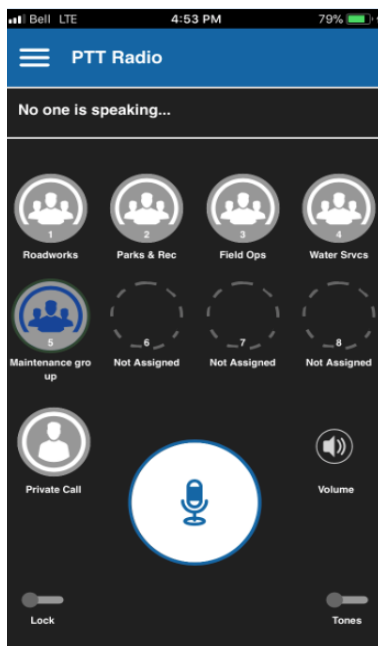 Bell LTE 4:53 PM 79%
PTT Radio
No one is speaking...
1 2 3 4
Roadworks Parks & Rec Field Ops Water Srvcs
5 6 7 8
Maintenance gro Not Assigned Not Assigned Not Assigned
up
Private Call Volume
Lock Tones